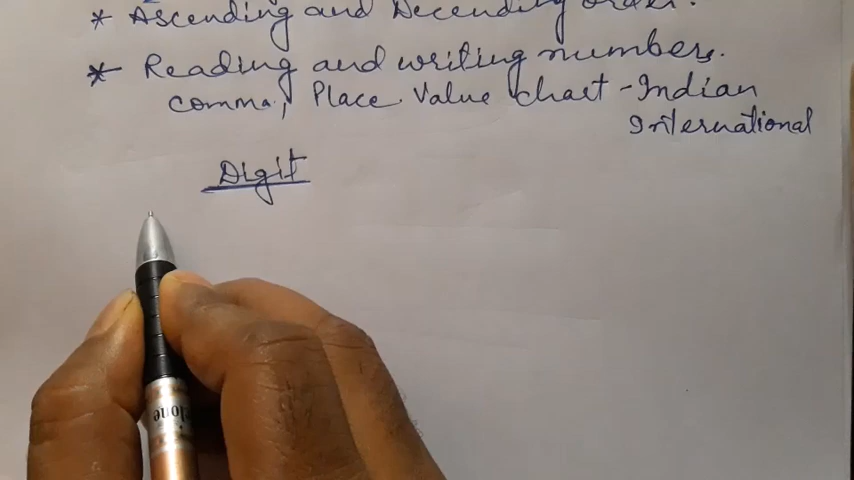 * Ascending and Decending order.
* Reading and writing numbers.
comma, Place Value chart - Indian
International
Digit